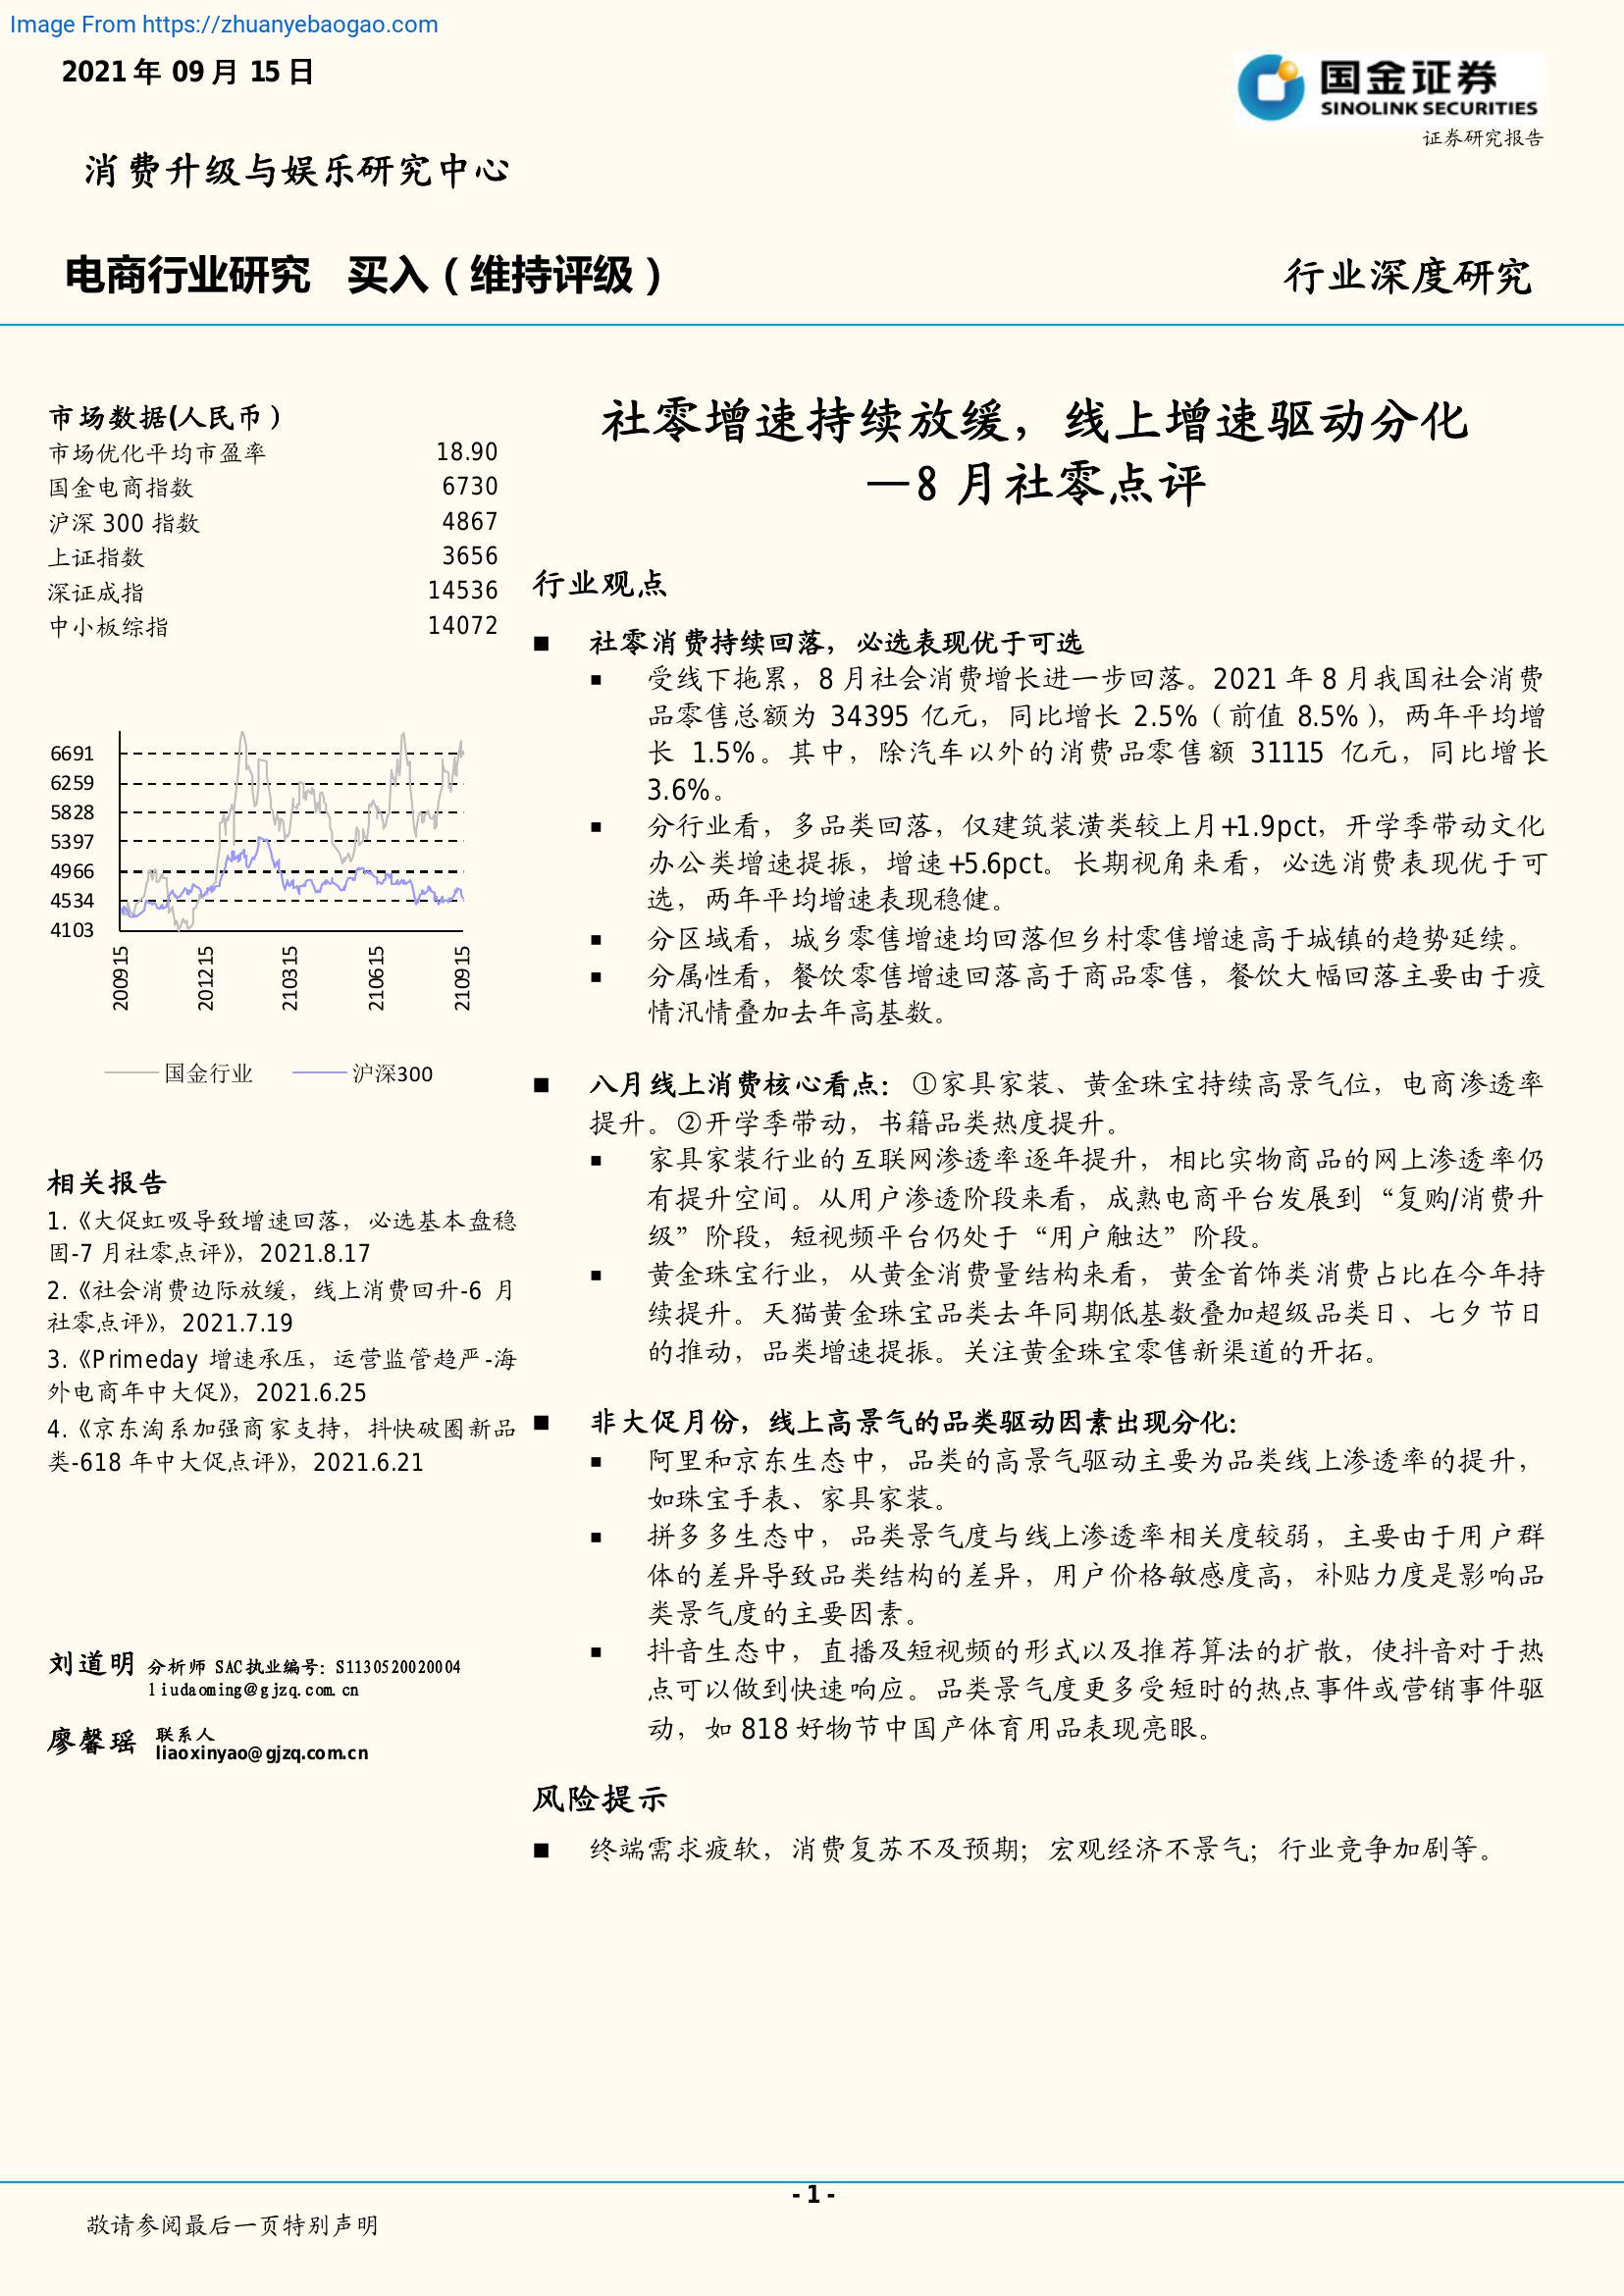 Image From https://zhuanyebaogao.com
2021 年 09 月 15 日
国金证券
SINOLINK SECURITIES
证券研究报告
消费升级与娱乐研究中心
电商行业研究 买入（维持评级）
行业深度研究
市场数据(人民币）
市场优化平均市盈率 18.90
国金电商指数 6730
沪深 300 指数 4867
上证指数 3656
深证成指 14536
中小板综指 14072
6691
6259
5828
5397
4966
4534
4103
200915
201215
210315
210615
210915
国金行业 沪深300
相关报告
1.《大促虹吸导致增速回落，必选基本盘稳
固-7 月社零点评》，2021.8.17
2.《社会消费边际放缓，线上消费回升-6 月
社零点评》，2021.7.19
3.《Primeday 增速承压，运营监管趋严-海
外电商年中大促》，2021.6.25
4.《京东淘系加强商家支持，抖快破圈新品
类-618 年中大促点评》，2021.6.21
刘道明 分析师 SAC执业编号：S1130520020004
liudaoming@gjzq.com.cn
廖馨瑶 联系人
liaoxinyao@gjzq.com.cn
社零增速持续放缓，线上增速驱动分化
—8 月社零点评
行业观点
■ 社零消费持续回落，必选表现优于可选
■ 受线下拖累，8 月社会消费增长进一步回落。2021 年 8 月我国社会消费
品零售总额为 34395 亿元，同比增长 2.5%（前值 8.5%），两年平均增
长 1.5%。其中，除汽车以外的消费品零售额 31115 亿元，同比增长
3.6%。
■ 分行业看，多品类回落，仅建筑装潢类较上月+1.9pct，开学季带动文化
办公类增速提振，增速+5.6pct。长期视角来看，必选消费表现优于可
选，两年平均增速表现稳健。
■ 分区域看，城乡零售增速均回落但乡村零售增速高于城镇的趋势延续。
■ 分属性看，餐饮零售增速回落高于商品零售，餐饮大幅回落主要由于疫
情汛情叠加去年高基数。
■ 八月线上消费核心看点：①家具家装、黄金珠宝持续高景气位，电商渗透率
提升。②开学季带动，书籍品类热度提升。
■ 家具家装行业的互联网渗透率逐年提升，相比实物商品的网上渗透率仍
有提升空间。从用户渗透阶段来看，成熟电商平台发展到“复购/消费升
级”阶段，短视频平台仍处于“用户触达”阶段。
■ 黄金珠宝行业，从黄金消费量结构来看，黄金首饰类消费占比在今年持
续提升。天猫黄金珠宝品类去年同期低基数叠加超级品类日、七夕节日
的推动，品类增速提振。关注黄金珠宝零售新渠道的开拓。
■ 非大促月份，线上高景气的品类驱动因素出现分化：
■ 阿里和京东生态中，品类的高景气驱动主要为品类线上渗透率的提升，
如珠宝手表、家具家装。
■ 拼多多生态中，品类景气度与线上渗透率相关度较弱，主要由于用户群
体的差异导致品类结构的差异，用户价格敏感度高，补贴力度是影响品
类景气度的主要因素。
■ 抖音生态中，直播及短视频的形式以及推荐算法的扩散，使抖音对于热
点可以做到快速响应。品类景气度更多受短时的热点事件或营销事件驱
动，如 818 好物节中国产体育用品表现亮眼。
风险提示
■ 终端需求疲软，消费复苏不及预期；宏观经济不景气；行业竞争加剧等。
- 1 -
敬请参阅最后一页特别声明